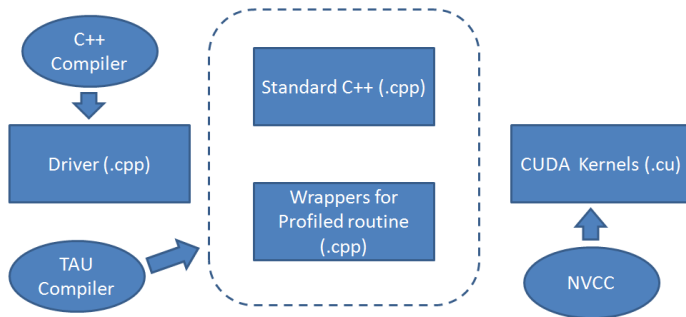 C++
Compiler
Standard C++ (.cpp)
Driver (.cpp)
CUDA Kernels (.cu)
Wrappers for
Profiled routine
(.cpp)
TAU
Compiler
NVCC